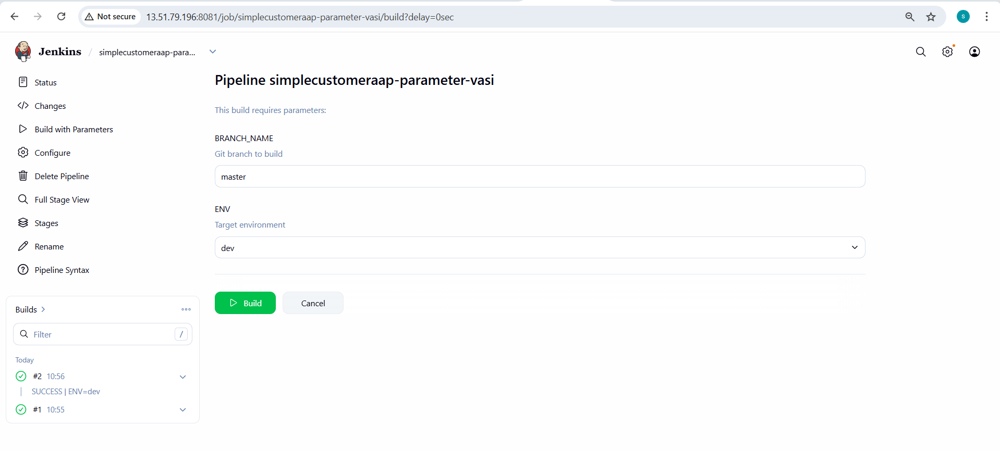 Not secure
13.51.79.196:8081/job/simplecustomeraap-parameter-vasi/build?delay=0sec
S
Jenkins / simplecustomeraap-para...
Status
Changes
Build with Parameters
Configure
Delete Pipeline
Full Stage View
Stages
Rename
Pipeline Syntax
Builds
Filter
/
Today
#2 10:56
SUCCESS | ENV=dev
#1 10:55
Pipeline simplecustomeraap-parameter-vasi
This build requires parameters:
BRANCH_NAME
Git branch to build
master
ENV
Target environment
dev
Build
Cancel